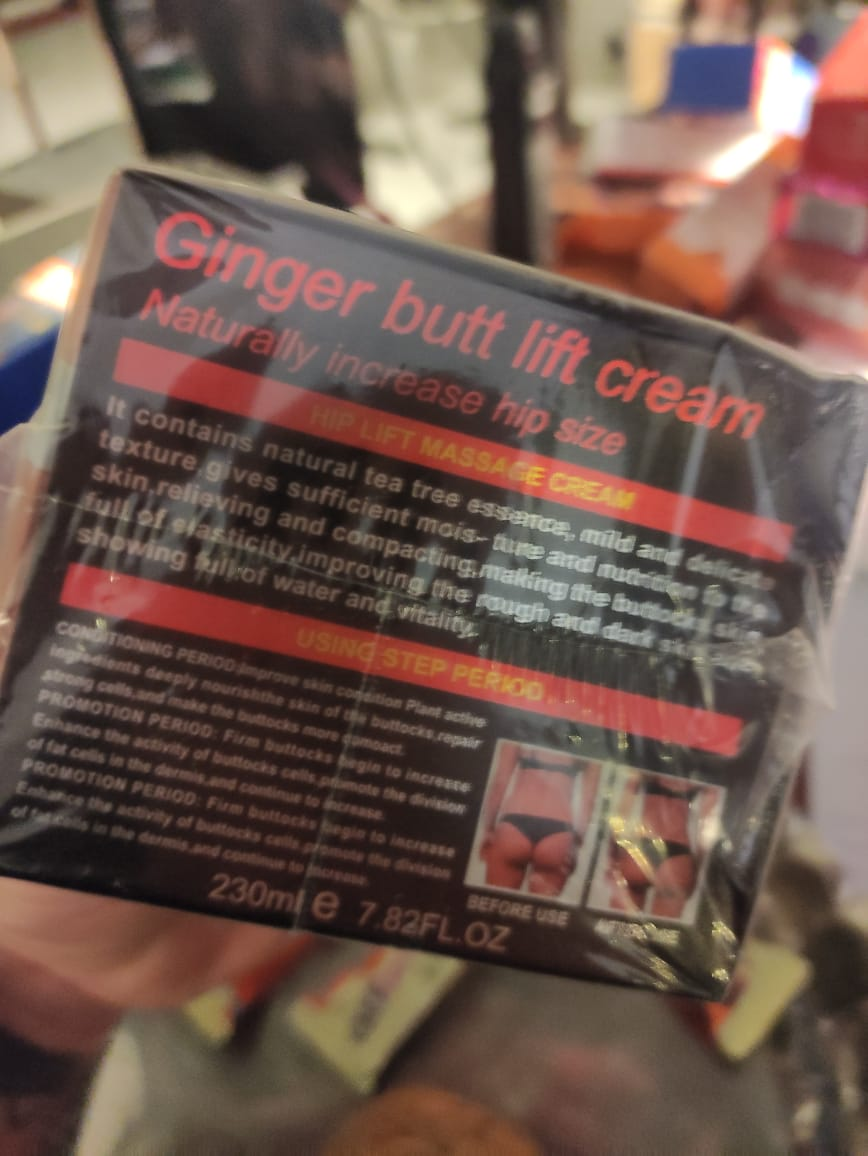 Ginger butt lift cream
Naturally increase hip size
HIP LIFT MASSAGE CREAM
It contains natural tea tree essence, mild and delicate
texture,gives sufficient mois- ture and nutrition to the
skin,relieving and compacting,making the buttocks skin
full of elasticity,improving the rough and dark skin
showing full of water and vitality.
USING STEP PERIOD
CONDITIONING PERIOD:improve skin condition Plant active
ingredients deeply nourishthe skin of the buttocks,repair
strong cells,and make the buttocks more compact.
PROMOTION PERIOD: Firm buttocks begin to increase
Enhance the activity of buttocks cells,promote the division
of fat cells in the dermis,and continue to increase.
PROMOTION PERIOD: Firm buttocks begin to increase
Enhance the activity of buttocks cells,promote the division
of fat cells in the dermis,and continue to increase.
BEFORE USE
AFTER USE
230ml e 7.82FL.OZ